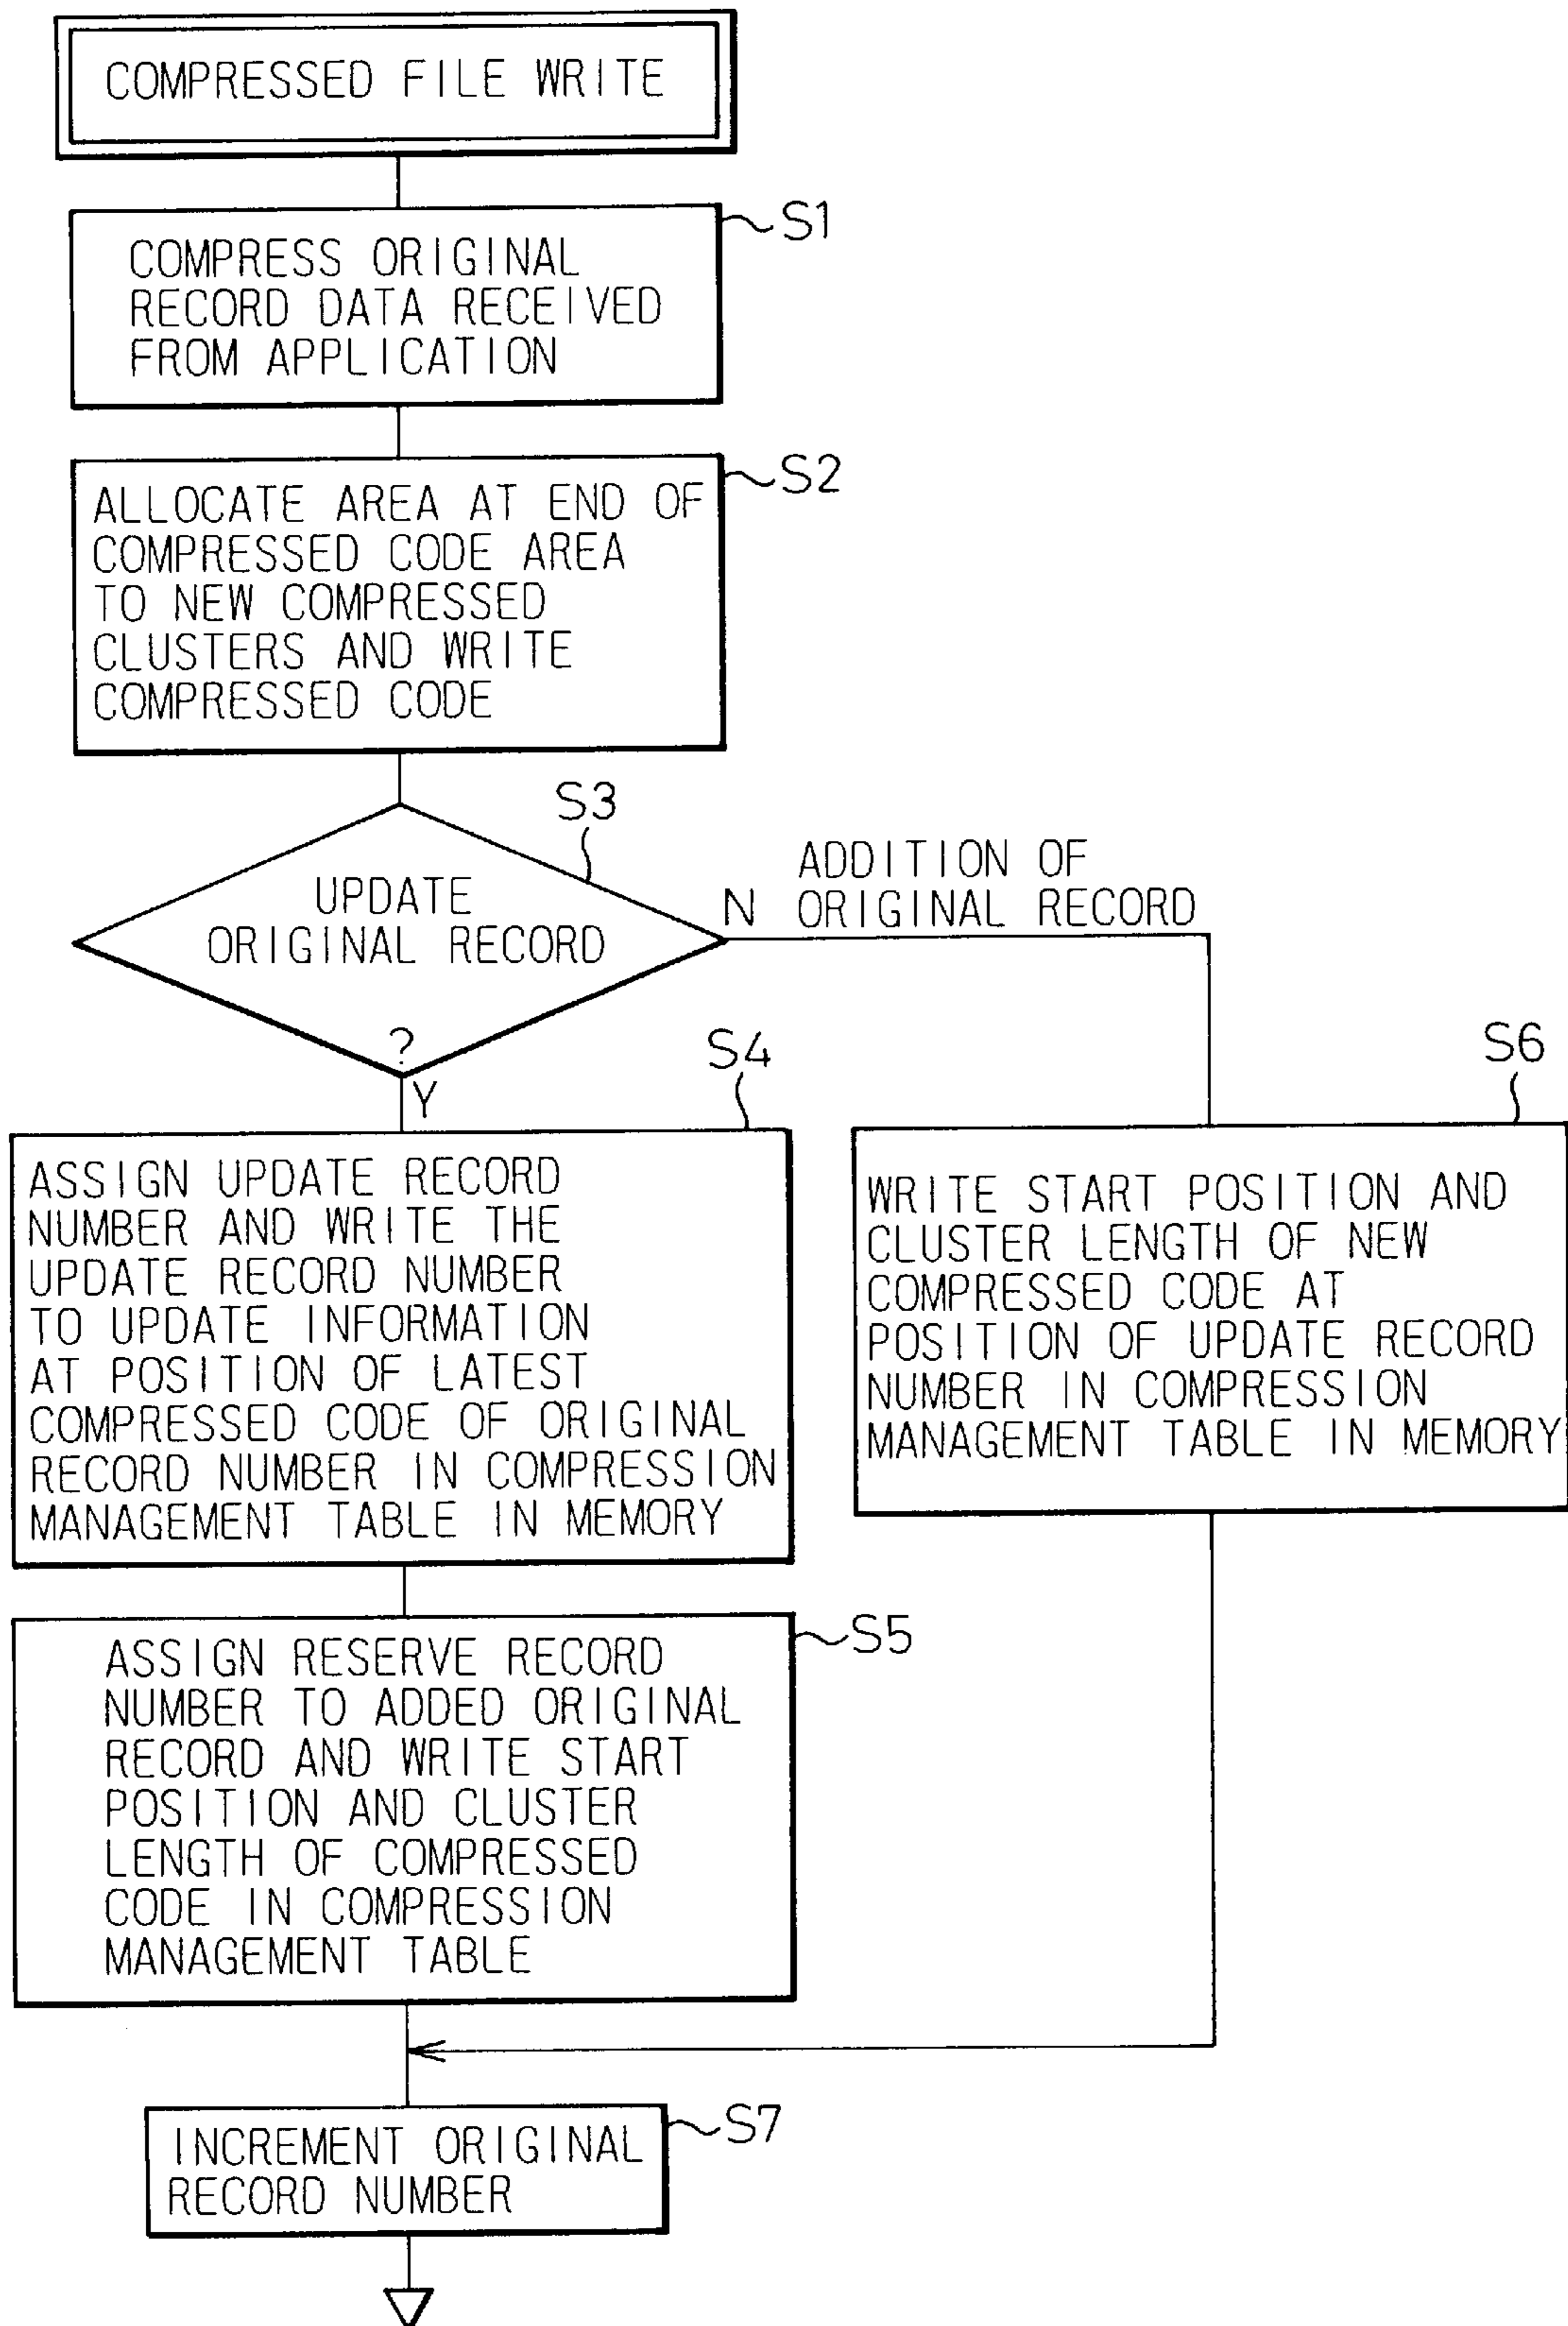 COMPRESSED FILE WRITE
S1
COMPRESS ORIGINAL
RECORD DATA RECEIVED
FROM APPLICATION
S2
ALLOCATE AREA AT END OF
COMPRESSED CODE AREA
TO NEW COMPRESSED
CLUSTERS AND WRITE
COMPRESSED CODE
S3
UPDATE
ORIGINAL RECORD
?
N
ADDITION OF
ORIGINAL RECORD
Y
S4
ASSIGN UPDATE RECORD
NUMBER AND WRITE THE
UPDATE RECORD NUMBER
TO UPDATE INFORMATION
AT POSITION OF LATEST
COMPRESSED CODE OF ORIGINAL
RECORD NUMBER IN COMPRESSION
MANAGEMENT TABLE IN MEMORY
S6
WRITE START POSITION AND
CLUSTER LENGTH OF NEW
COMPRESSED CODE AT
POSITION OF UPDATE RECORD
NUMBER IN COMPRESSION
MANAGEMENT TABLE IN MEMORY
S5
ASSIGN RESERVE RECORD
NUMBER TO ADDED ORIGINAL
RECORD AND WRITE START
POSITION AND CLUSTER
LENGTH OF COMPRESSED
CODE IN COMPRESSION
MANAGEMENT TABLE
S7
INCREMENT ORIGINAL
RECORD NUMBER